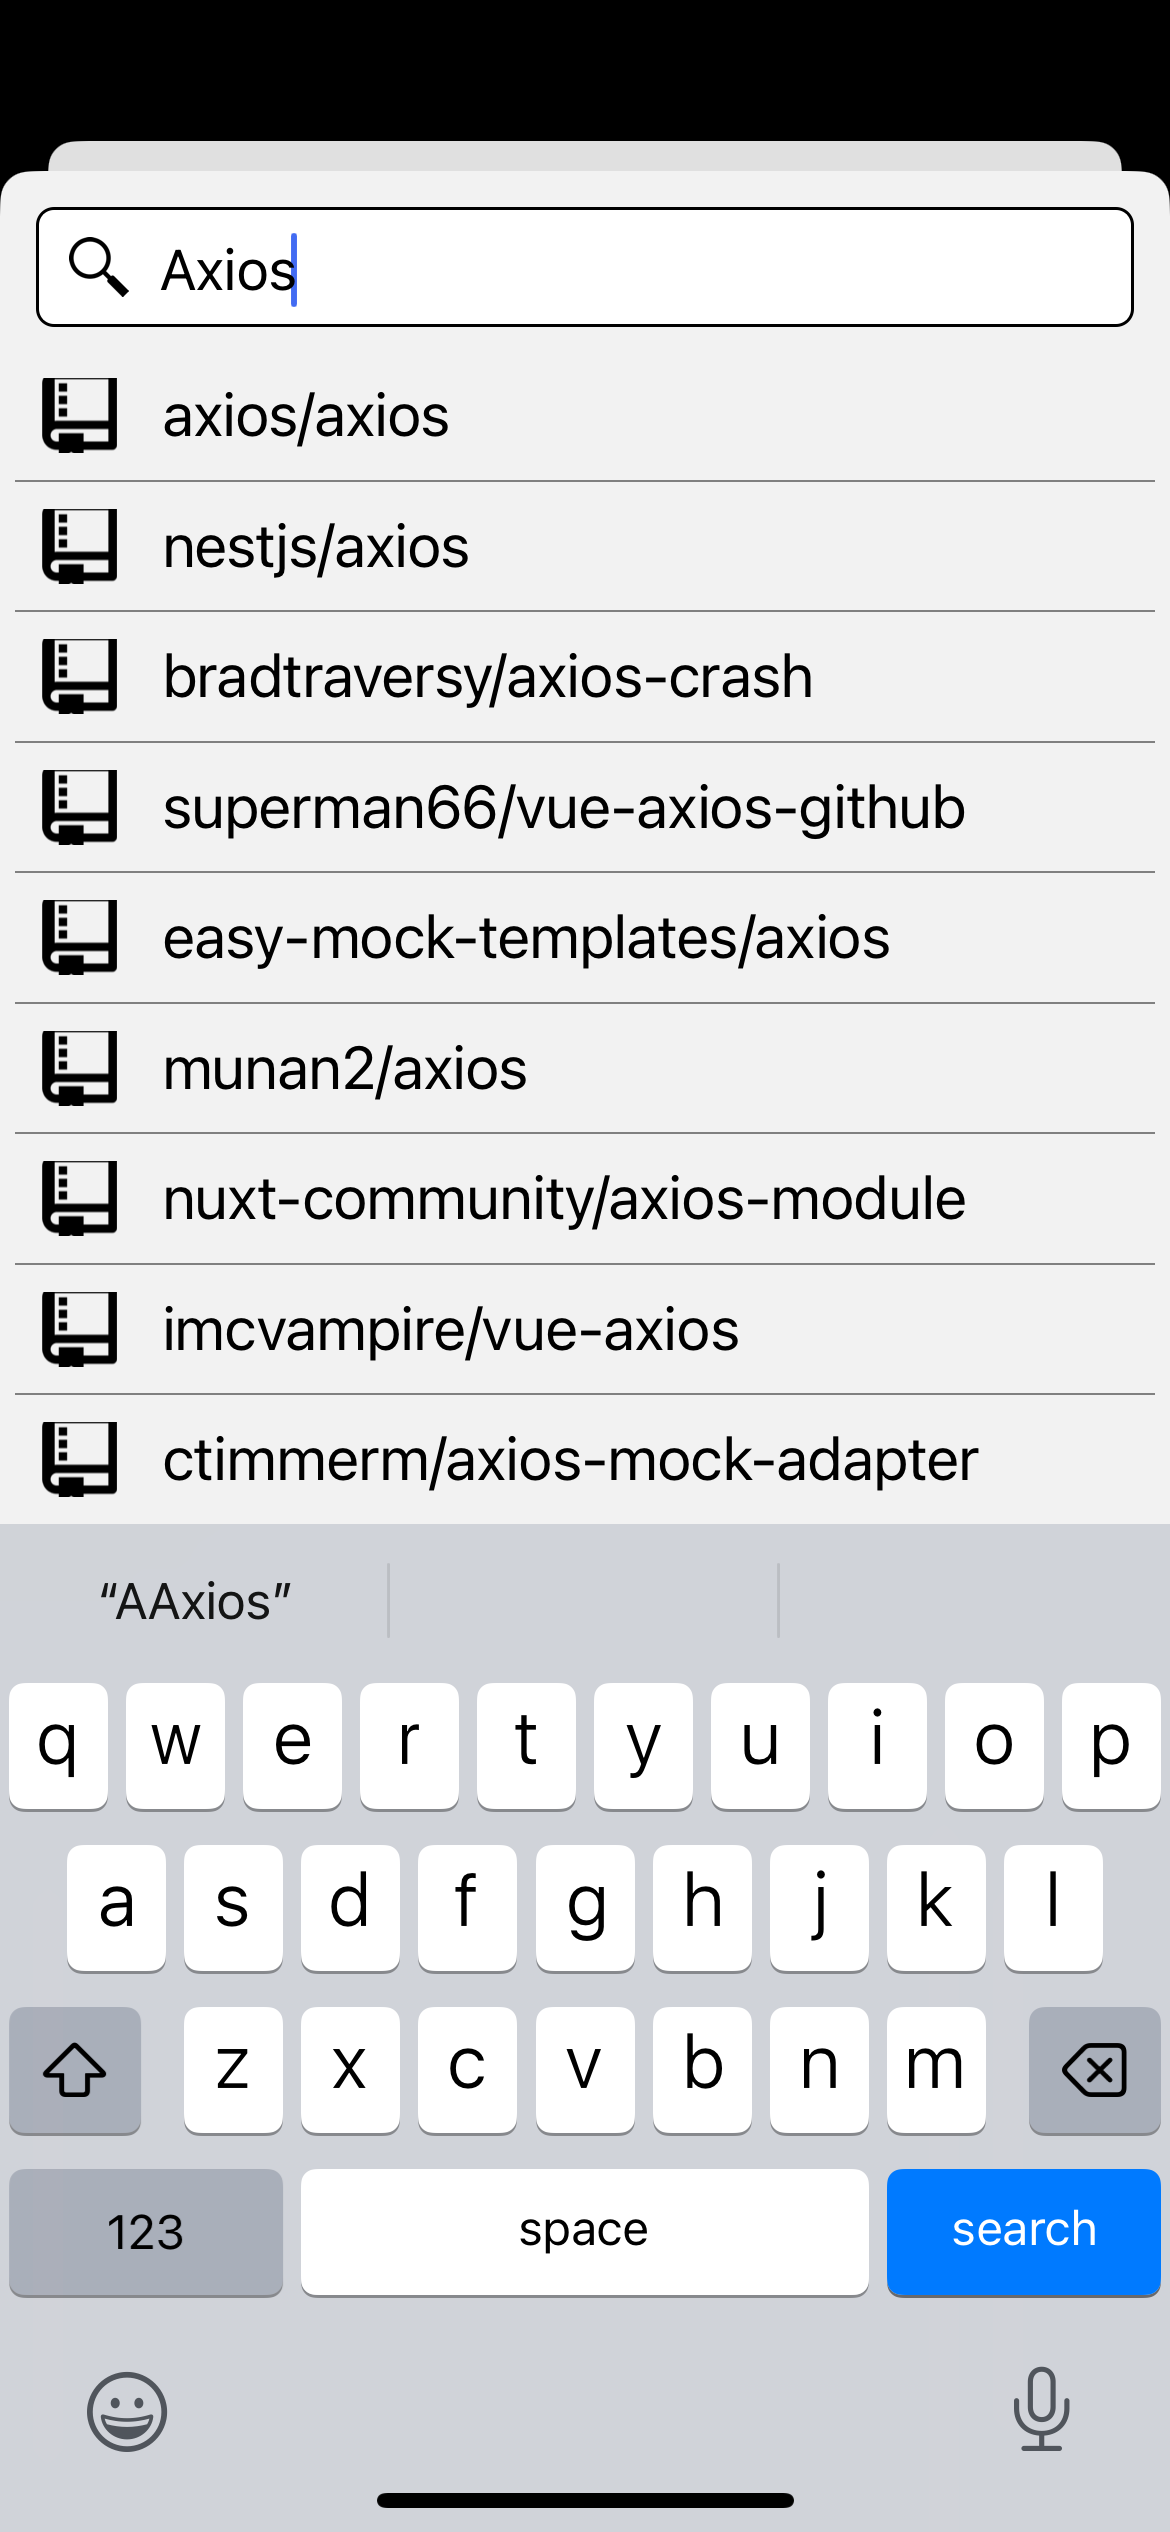 Axios
axios/axios
nestjs/axios
bradtraversy/axios-crash
superman66/vue-axios-github
easy-mock-templates/axios
munan2/axios
nuxt-community/axios-module
imcvampire/vue-axios
ctimmerm/axios-mock-adapter
“AAxios”
q w e r t y u i o p
a s d f g h j k l
z x c v b n m
123 space search